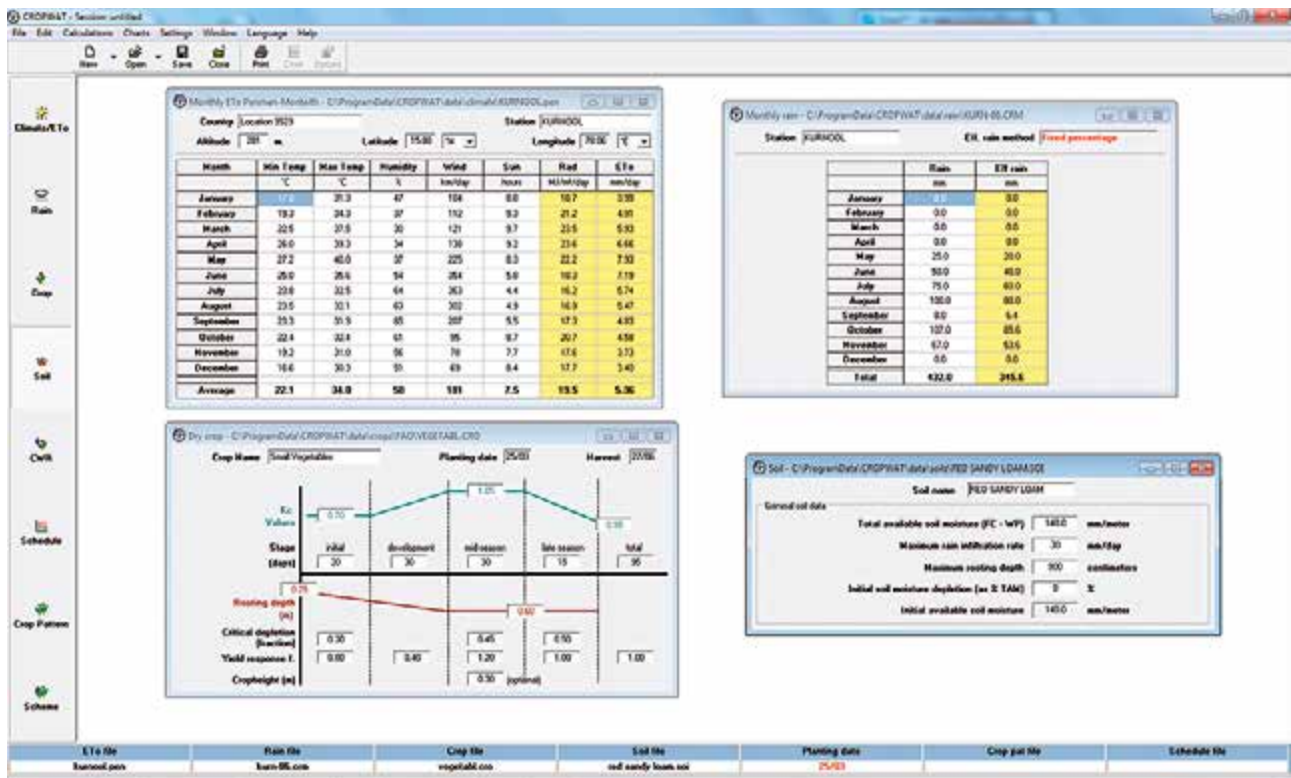 CROPWAT - Session: untitled
File Edit Calculations Charts Settings Window Language Help
New Open Save Close Print Chart Options
Climate/ETo
Rain
Crop
Soil
CWR
Schedule
Crop Pattern
Scheme
Monthly ETo Penman-Monteith - C:\ProgramData\CROPWAT\data\climate\KURNOOL.pen
Country Location 9929 Station KURNOOL
Altitude 281 m. Latitude 15.80 °N Longitude 78.06 °E
Month Min Temp Max Temp Humidity Wind Sun Rad ETo
°C °C % km/day hours MJ/m²/day mm/day
January 31.3 47 104 18.7 3.99
February 19.3 34.3 37 112 9.3 21.2 4.91
March 22.5 37.5 30 121 9.7 23.5 5.93
April 26.0 39.3 34 138 9.2 23.6 6.66
May 27.2 40.0 37 225 8.3 22.2 7.93
June 25.0 35.6 54 354 5.8 18.3 7.19
July 23.8 32.5 64 363 4.4 16.2 5.74
August 23.5 32.1 63 302 4.9 16.9 5.47
September 23.3 31.9 65 207 5.5 17.3 4.83
October 22.4 32.4 61 95 20.7 4.58
November 19.2 31.0 56 78 7.7 17.6 3.73
December 16.6 30.3 51 69 8.4 17.7 3.40
Average 22.1 34.0 50 181 7.5 19.5 5.36
Monthly rain - C:\ProgramData\CROPWAT\data\rain\KURN-86.CRM
Station KURNOOL Eff. rain method Fixed percentage
Rain Eff rain
mm mm
January 0.0 0.0
February 0.0 0.0
March 0.0 0.0
April 0.0 0.0
May 25.0 20.0
June 50.0 40.0
July 75.0 60.0
August 100.0 80.0
September 8.0 6.4
October 107.0 85.6
November 67.0 53.6
December 0.0 0.0
Total 432.0 345.6
Dry crop - C:\ProgramData\CROPWAT\data\crops\FAO\VEGETABL.CRO
Crop Name Small Vegetables Planting date 25/03 Harvest 27/06
Kc Values 0.70 1.05
Stage initial development mid-season late season total
(days) 20 30 30 15 95
0.25
Rooting depth (m) 0.60
Critical depletion (fraction) 0.30 0.45 0.50
Yield response f. 0.80 0.40 1.20 1.00 1.00
Cropheight (m) 0.30 (optional)
Soil - C:\ProgramData\CROPWAT\data\soils\RED SANDY LOAM.SOI
Soil name RED SANDY LOAM
General soil data
Total available soil moisture (FC - WP) 140.0 mm/meter
Maximum rain infiltration rate 30 mm/day
Maximum rooting depth 900 centimeters
Initial soil moisture depletion (as % TAM) 0 %
Initial available soil moisture 140.0 mm/meter
ETo file Rain file Crop file Soil file Planting date Crop pat file Schedule file
kurnool.pen kurn-86.crm vegetabl.cro red sandy loam.soi 25/03